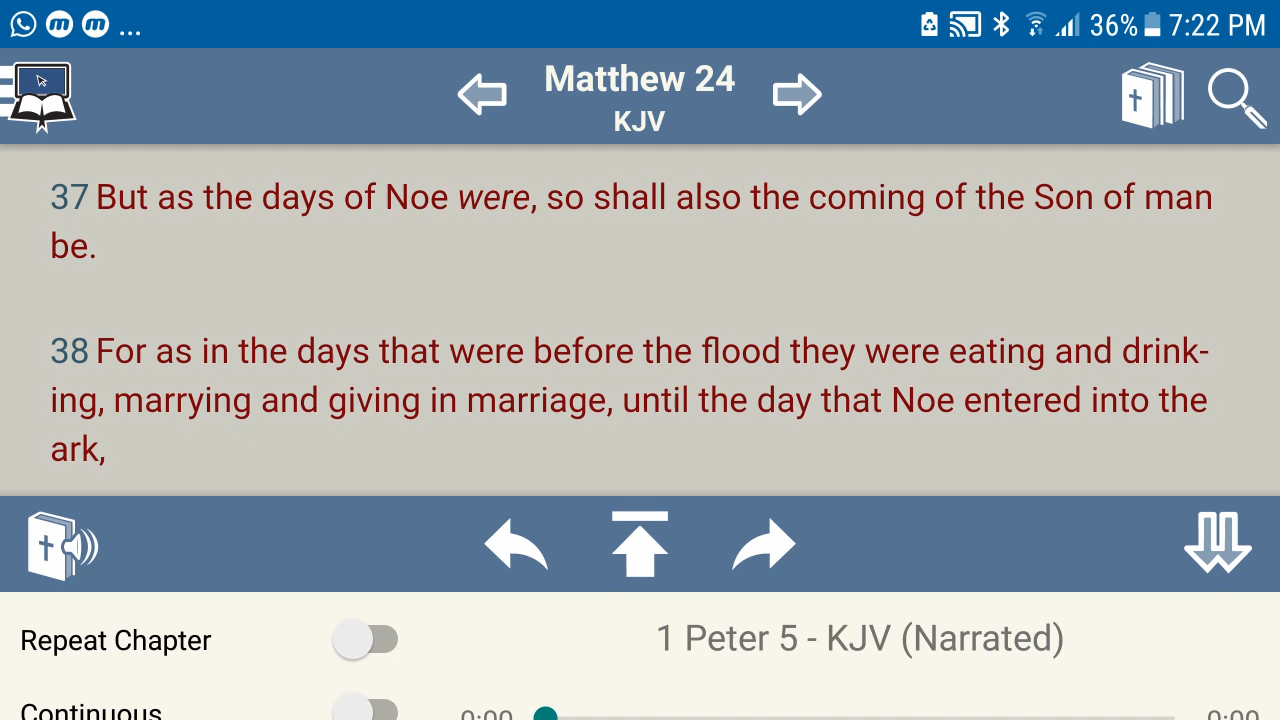 ... 36% 7:22 PM
Matthew 24
KJV
37 But as the days of Noe were, so shall also the coming of the Son of man
be.
38 For as in the days that were before the flood they were eating and drink-
ing, marrying and giving in marriage, until the day that Noe entered into the
ark,
Repeat Chapter
1 Peter 5 - KJV (Narrated)
Continuous
0:00 0:00